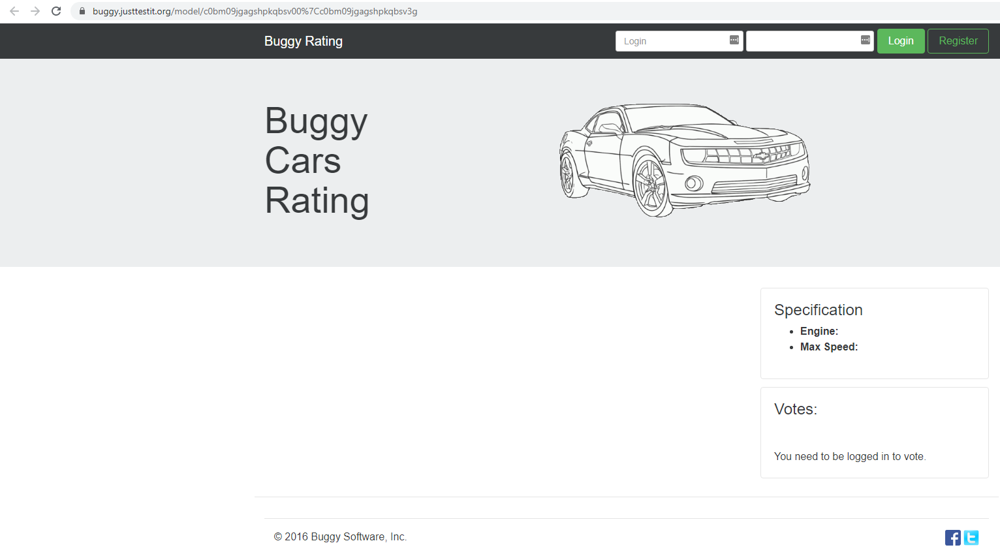 buggy.justtestit.org/model/c0bm09jgagshpkqbsv00%7Cc0bm09jgagshpkqbsv3g
Buggy Rating
Login
Login
Register
Buggy
Cars
Rating
Specification
Engine:
Max Speed:
Votes:
You need to be logged in to vote.
© 2016 Buggy Software, Inc.